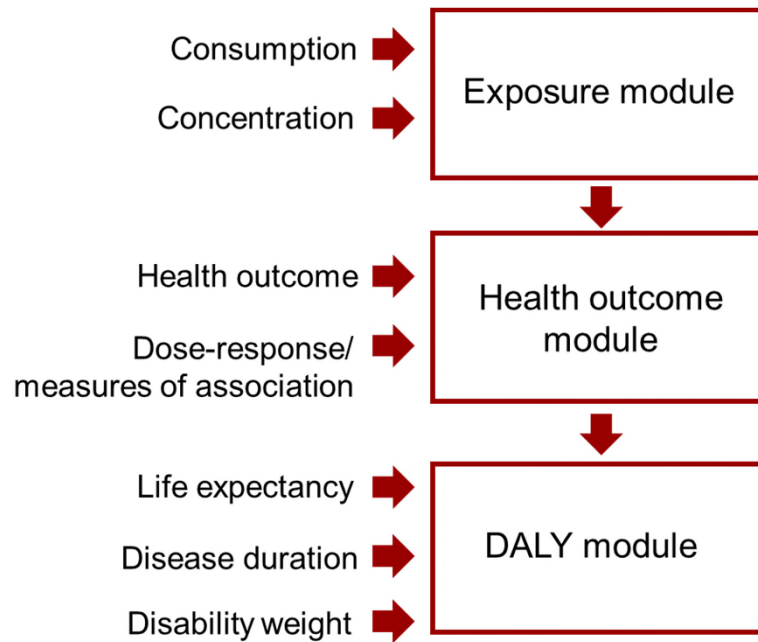 Consumption
Concentration
Exposure module
Health outcome
Dose-response/
measures of association
Health outcome
module
Life expectancy
Disease duration
Disability weight
DALY module